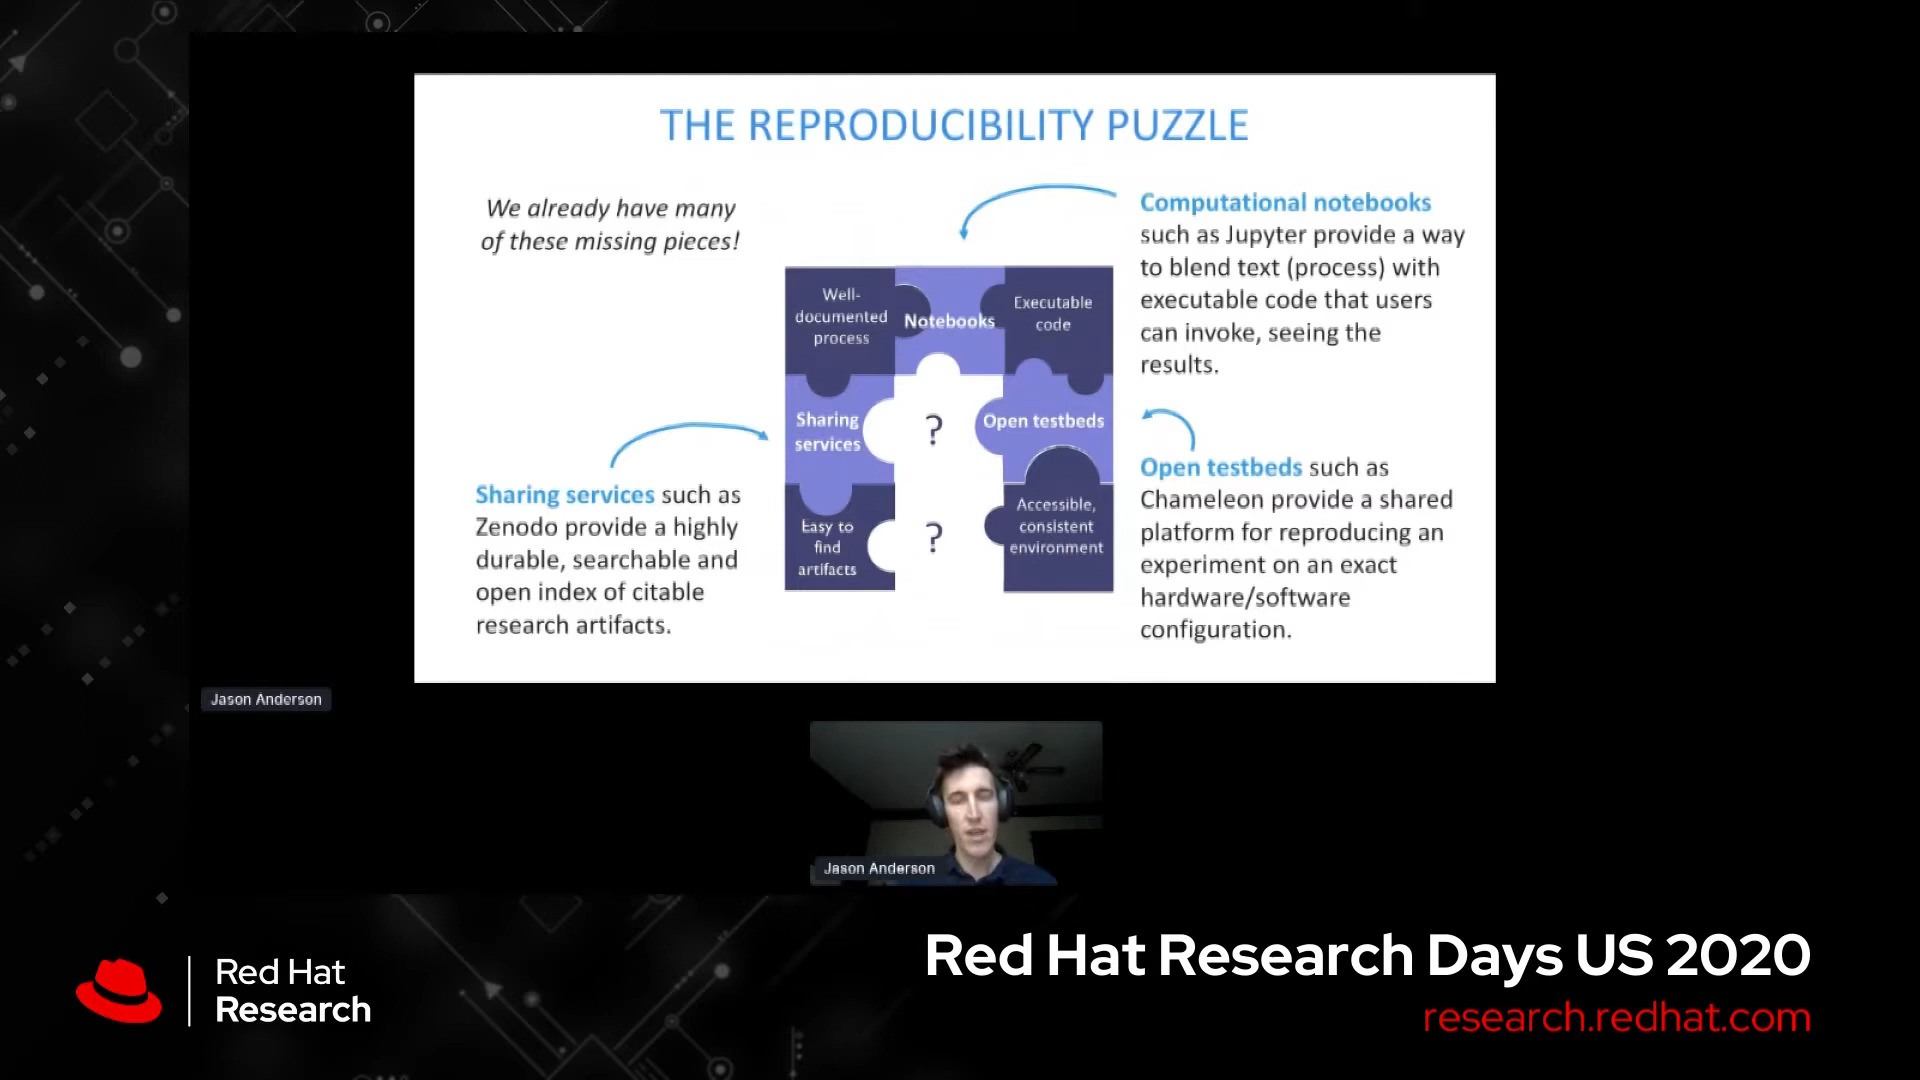 THE REPRODUCIBILITY PUZZLE
We already have many
of these missing pieces!
Computational notebooks
such as Jupyter provide a way
to blend text (process) with
executable code that users
can invoke, seeing the
results.
Well-
documented
process
Notebooks
Executable
code
Sharing
services
?
Open testbeds
Easy to
find
artifacts
?
Accessible,
consistent
environment
Sharing services such as
Zenodo provide a highly
durable, searchable and
open index of citable
research artifacts.
Open testbeds such as
Chameleon provide a shared
platform for reproducing an
experiment on an exact
hardware/software
configuration.
Jason Anderson
Jason Anderson
Red Hat
Research
Red Hat Research Days US 2020
research.redhat.com